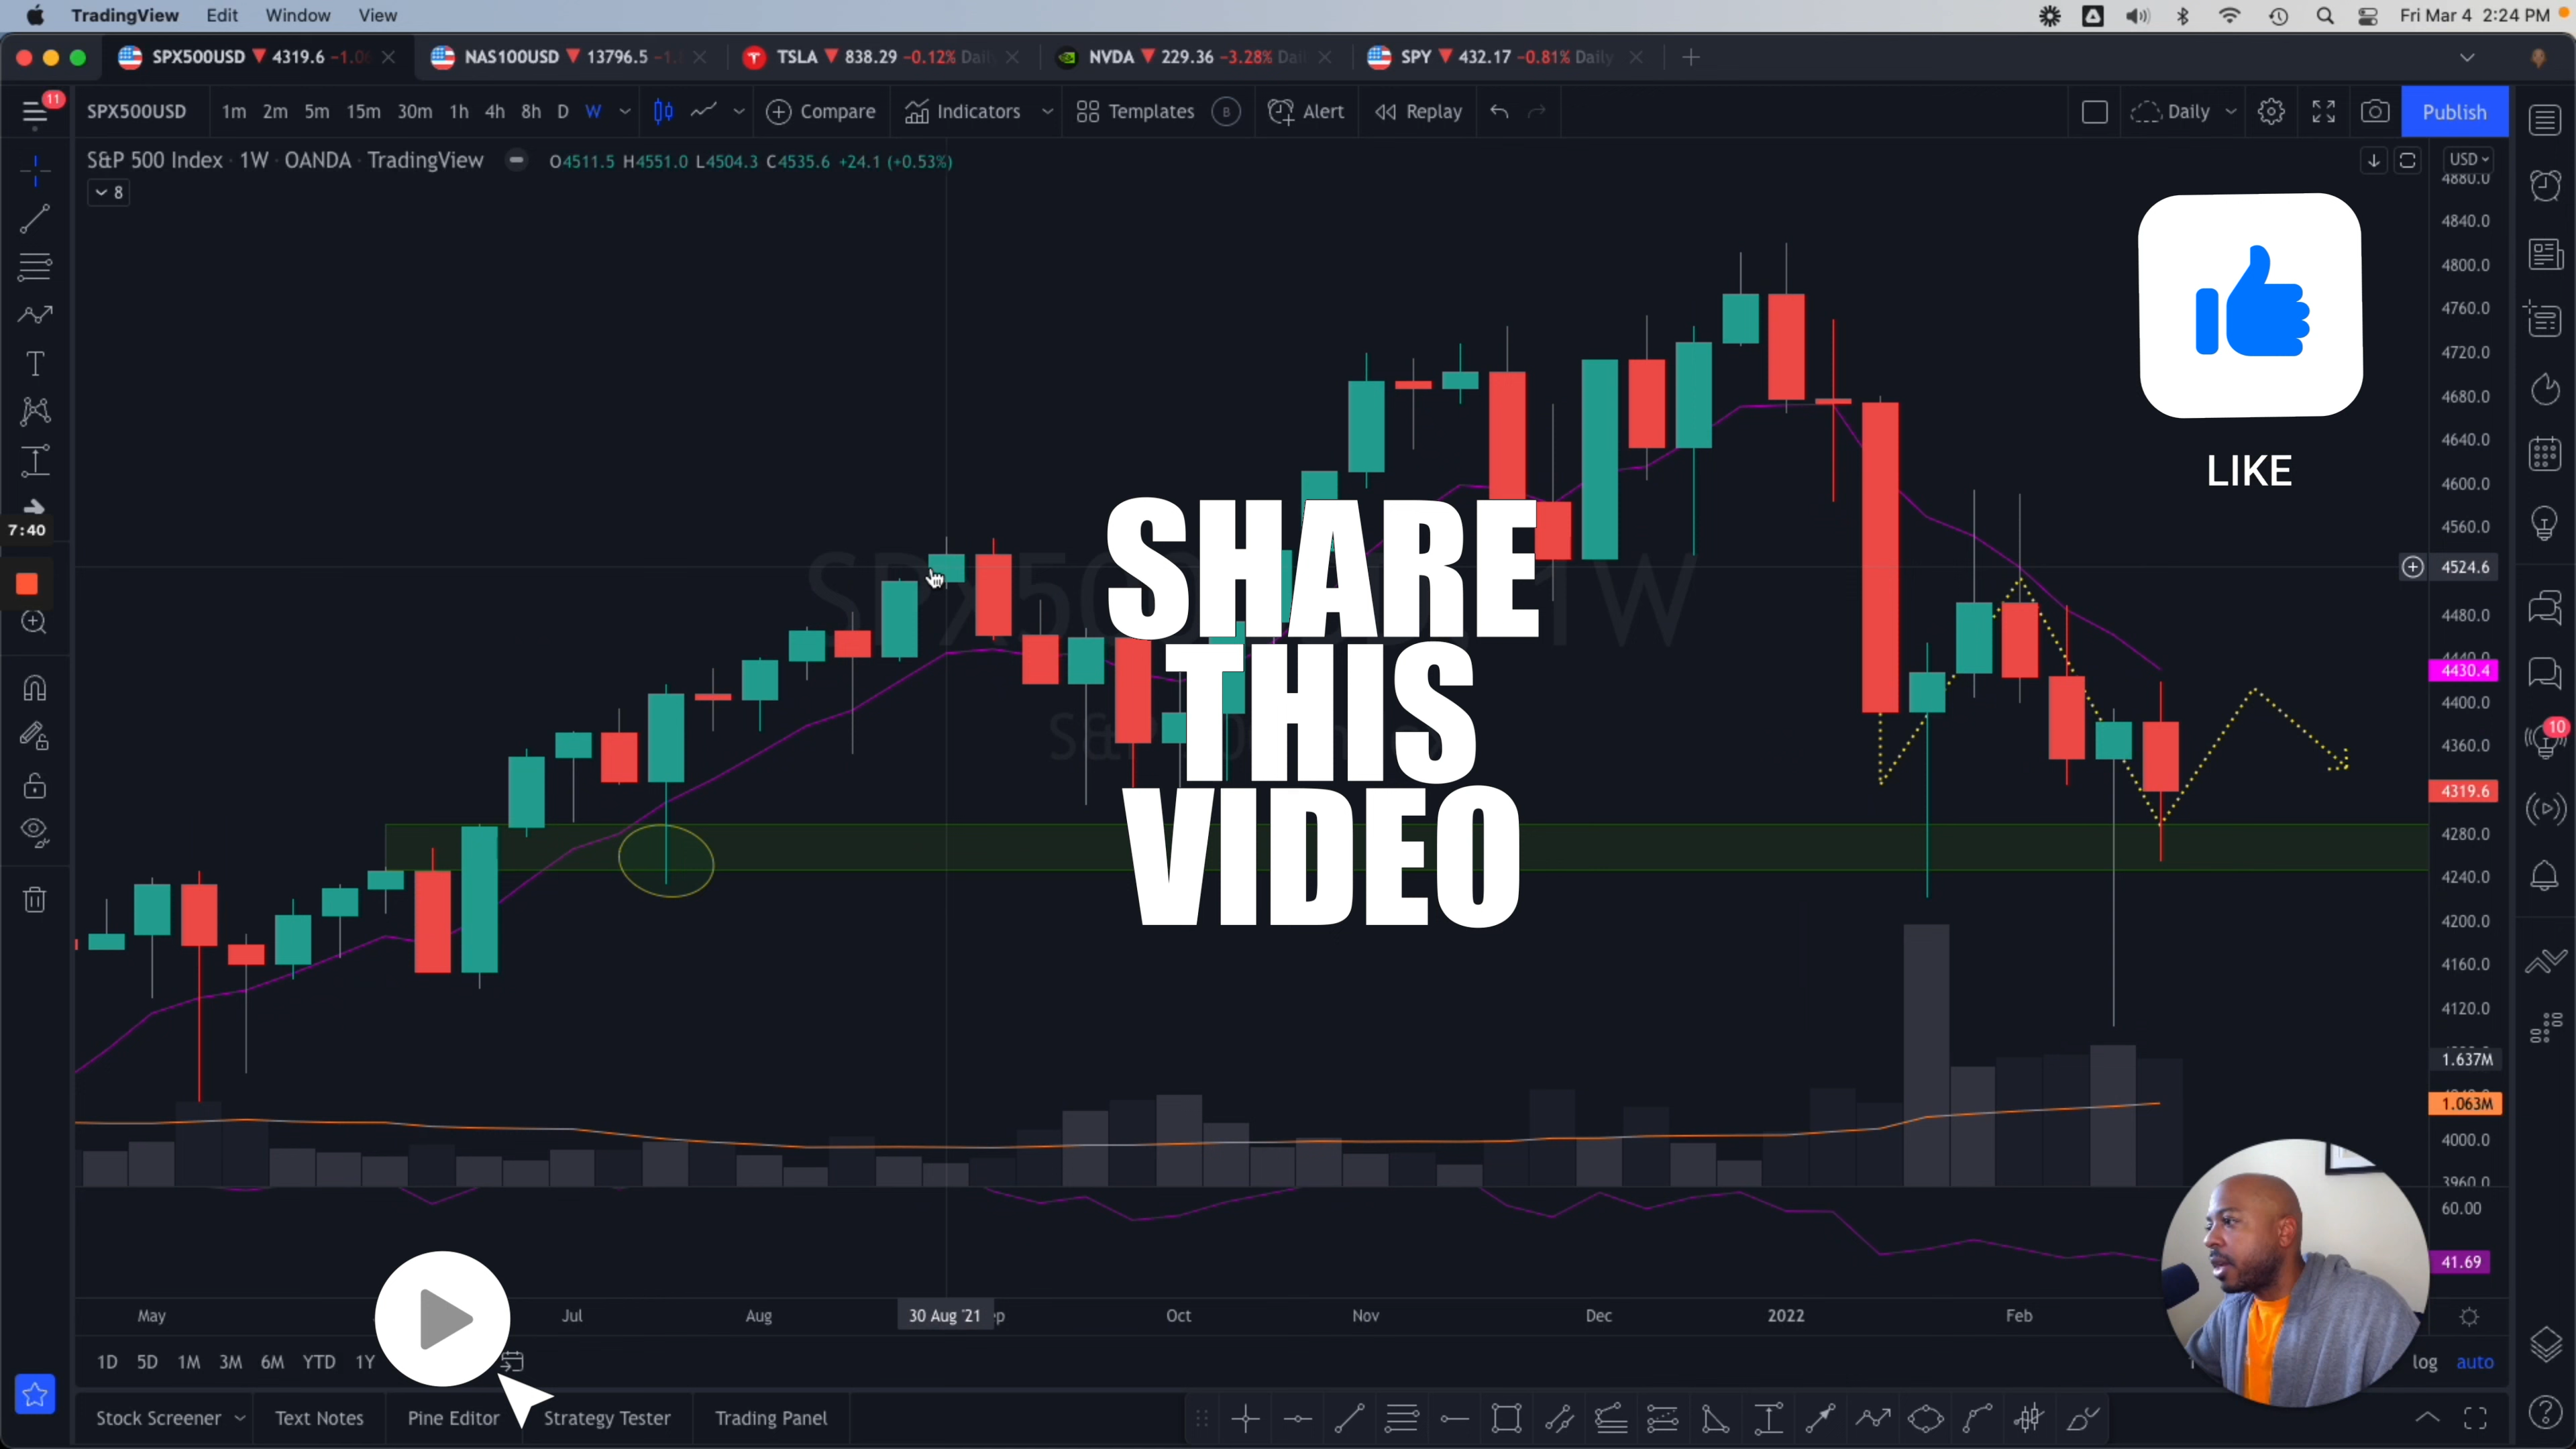 TradingView Edit Window View
Fri Mar 4 2:24 PM
SPX500USD 4319.6
NAS100USD 13796.5
TSLA 838.29 -0.12%
NVDA 229.36 -3.28%
SPY 432.17 -0.81% Daily
11
SPX500USD 1m 2m 5m 15m 30m 1h 4h 8h D W Compare Indicators Templates B Alert Replay Daily Publish
S&P 500 Index · 1W · OANDA · TradingView O4511.5 H4551.0 L4504.3 C4535.6 +24.1 (+0.53%)
USD
8
4880.0
4840.0
4800.0
4760.0
4720.0
4680.0
4640.0
4600.0
4560.0
4524.6
4480.0
4430.4
4400.0
4360.0
4319.6
4280.0
4240.0
4200.0
4160.0
4120.0
1.637M
1.063M
4000.0
3960.0
60.00
41.69
LIKE
7:40
SHARE
THIS
VIDEO
10
May Jul Aug 30 Aug '21 Oct Nov Dec 2022 Feb
1D 5D 1M 3M 6M YTD 1Y
log auto
Stock Screener Text Notes Pine Editor Strategy Tester Trading Panel